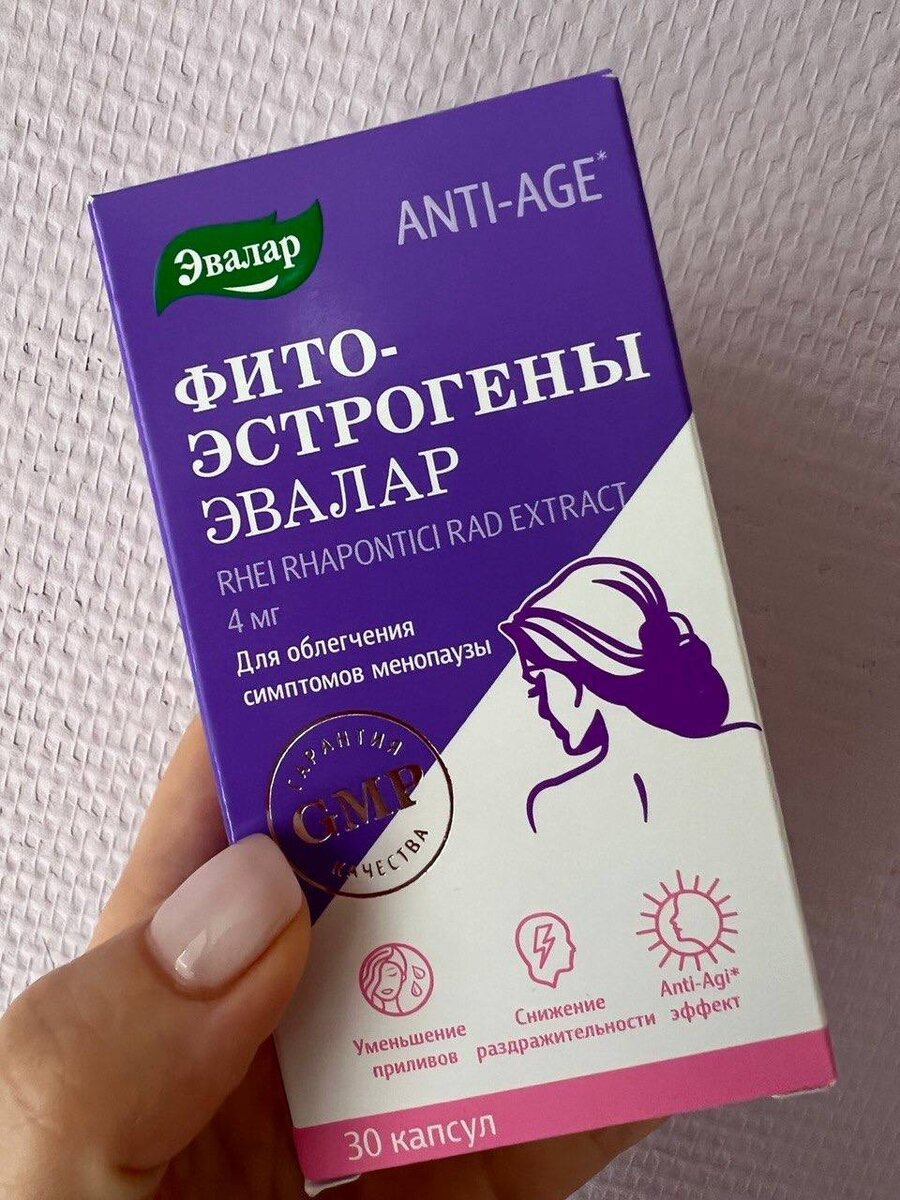 ANTI-AGE*
Эвалар
ФИТО-
ЭСТРОГЕНЫ
ЭВАЛАР
RHEI RHAPONTICI RAD EXTRACT
4 мг
Для облегчения
симптомов менопаузы
ГАРАНТИЯ
GMP
КАЧЕСТВА
Уменьшение
приливов
Снижение
раздражительности
Anti-Agi*
эффект
30 капсул